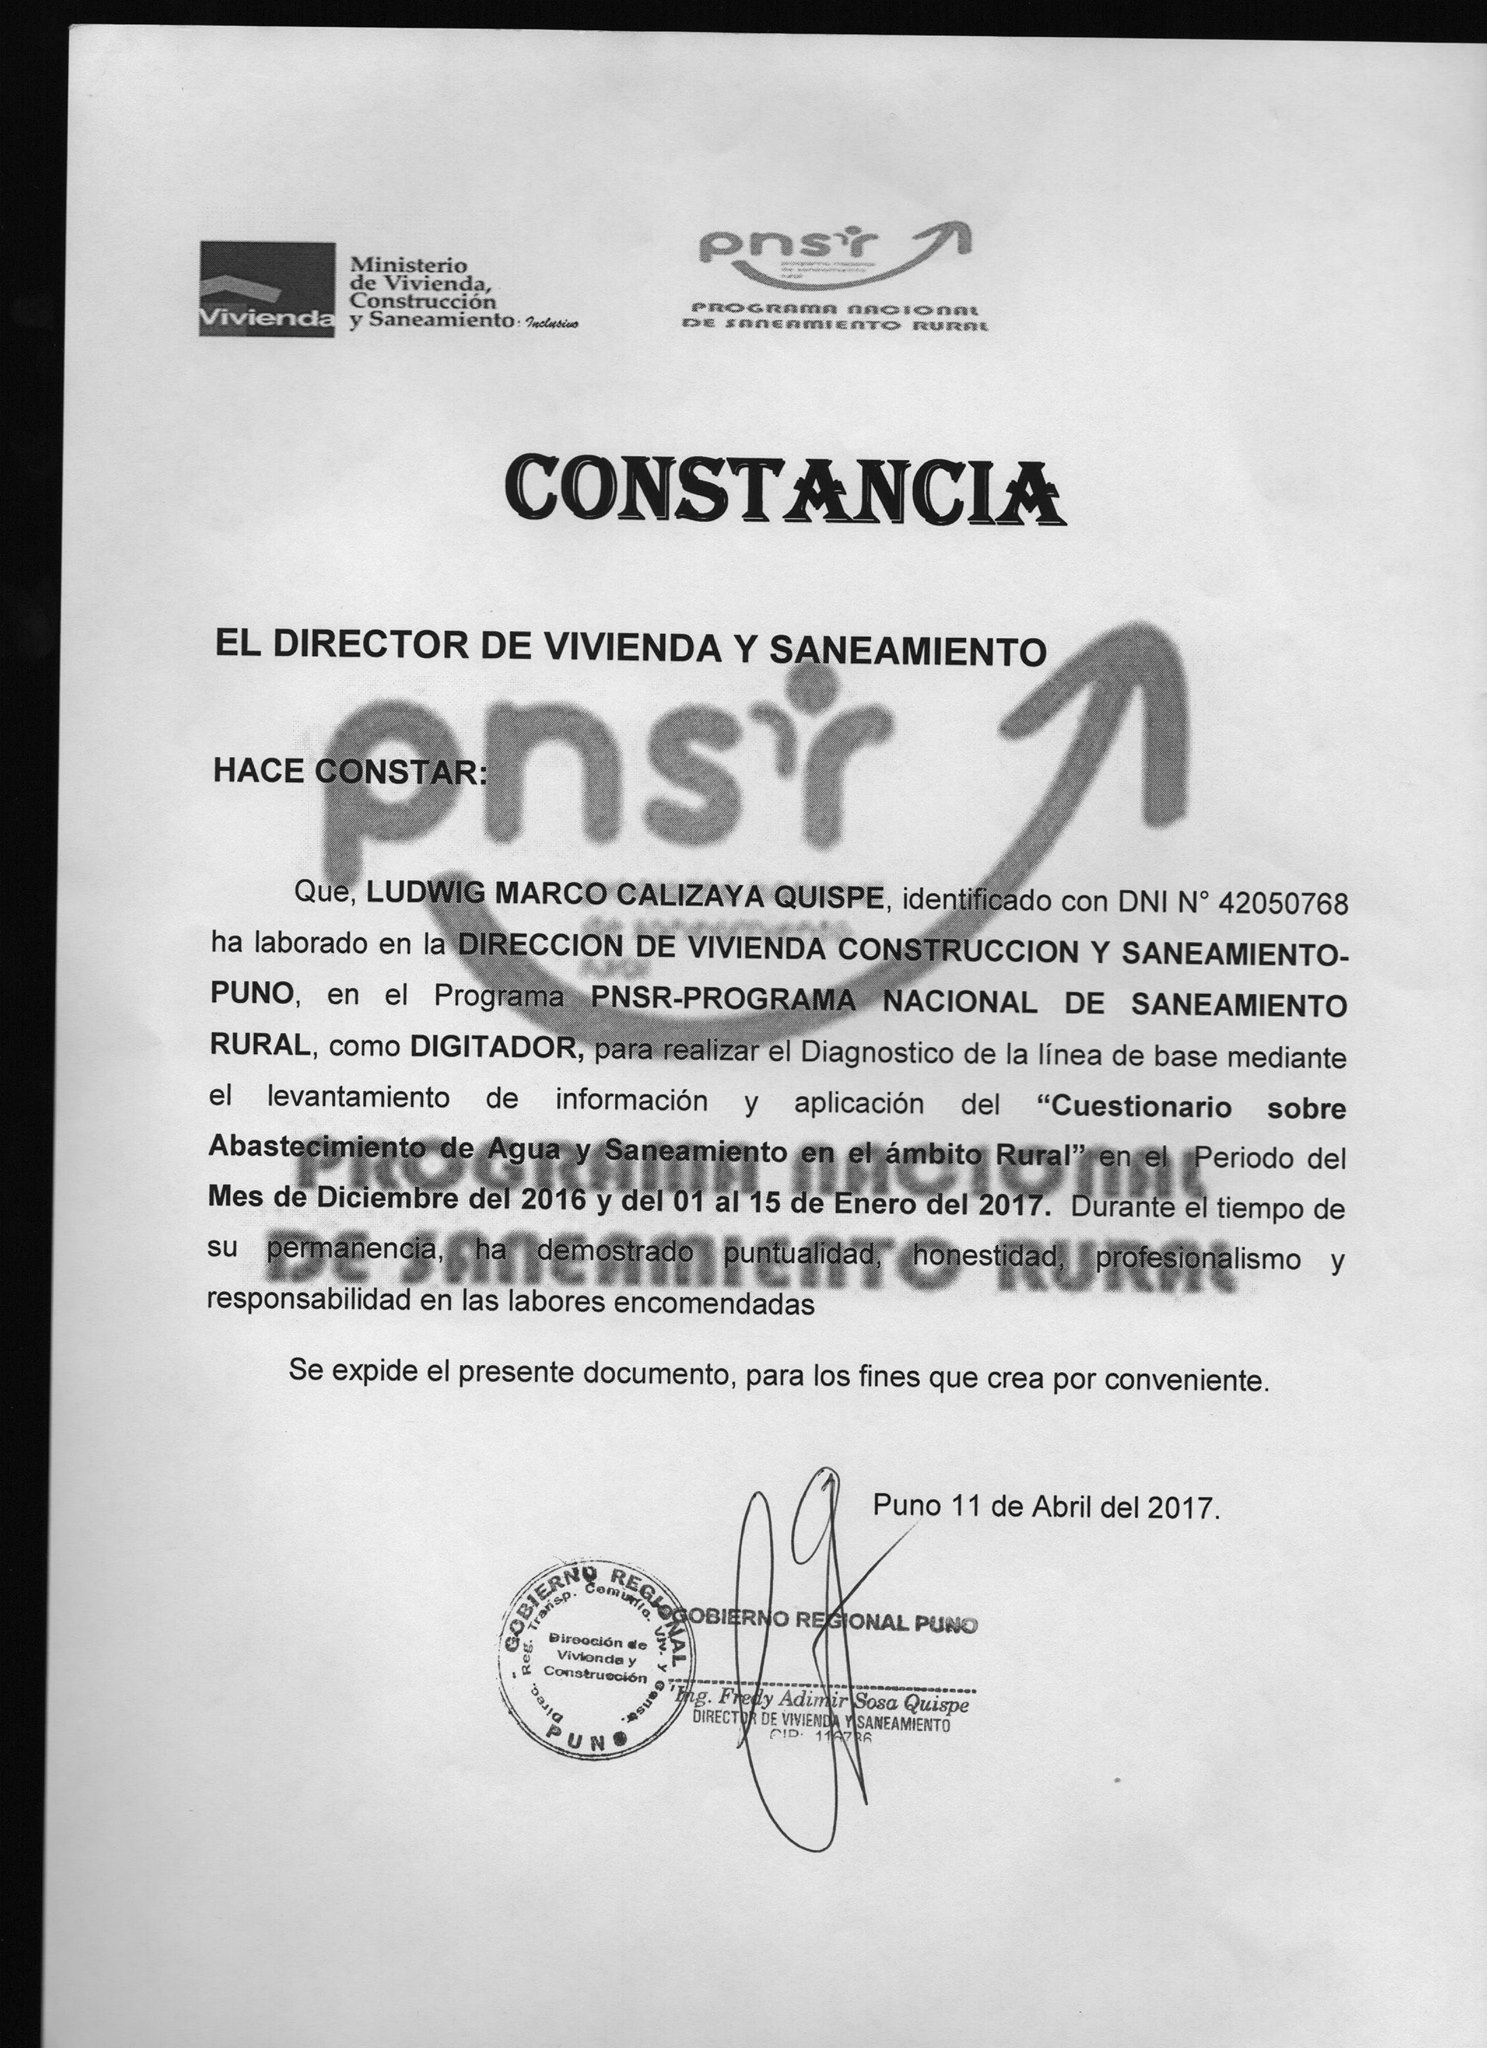 Vivienda
Ministerio
de Vivienda,
Construcción
y Saneamiento Inclusivo
pnsr
PROGRAMA NACIONAL
DE SANEAMIENTO RURAL
CONSTANCIA
EL DIRECTOR DE VIVIENDA Y SANEAMIENTO
pnsr
HACE CONSTAR:
Que, LUDWIG MARCO CALIZAYA QUISPE, identificado con DNI N° 42050768
ha laborado en la DIRECCION DE VIVIENDA CONSTRUCCION Y SANEAMIENTO-
PUNO, en el Programa PNSR-PROGRAMA NACIONAL DE SANEAMIENTO
RURAL, como DIGITADOR, para realizar el Diagnostico de la línea de base mediante
el levantamiento de información y aplicación del “Cuestionario sobre
Abastecimiento de Agua y Saneamiento en el ámbito Rural” en el Periodo del
Mes de Diciembre del 2016 y del 01 al 15 de Enero del 2017. Durante el tiempo de
su permanencia, ha demostrado puntualidad, honestidad, profesionalismo y
responsabilidad en las labores encomendadas
PROGRAMA NACIONAL
DE SANEAMIENTO RURAL
Se expide el presente documento, para los fines que crea por conveniente.
Puno 11 de Abril del 2017.
GOBIERNO REGIONAL
Direc. Reg. Transp. Comunic. Viv. y Const.
Dirección de
Vivienda y
Construcción
PUNO
GOBIERNO REGIONAL PUNO
Ing. Fredy Adimir Sosa Quispe
DIRECTOR DE VIVIENDA Y SANEAMIENTO
CIP: 116736